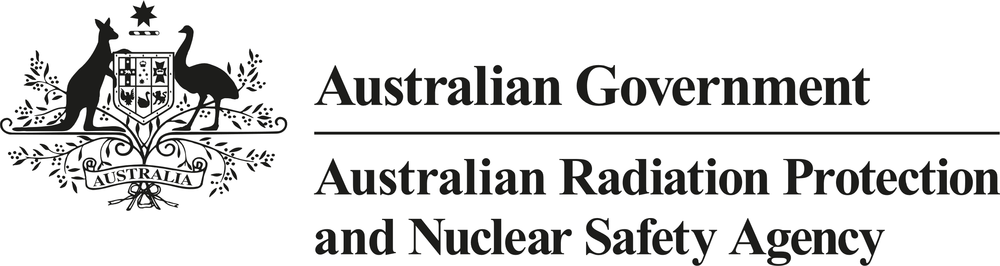 Australian Government
Australian Radiation Protection
and Nuclear Safety Agency
AUSTRALIA